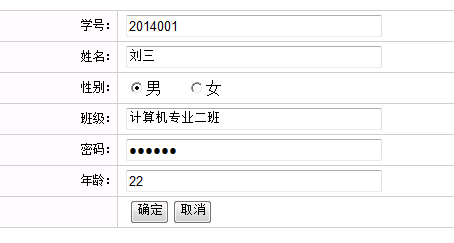 学号： 2014001
姓名： 刘三
性别： 男 女
班级： 计算机专业二班
密码： ●●●●●●
年龄： 22
确定 取消